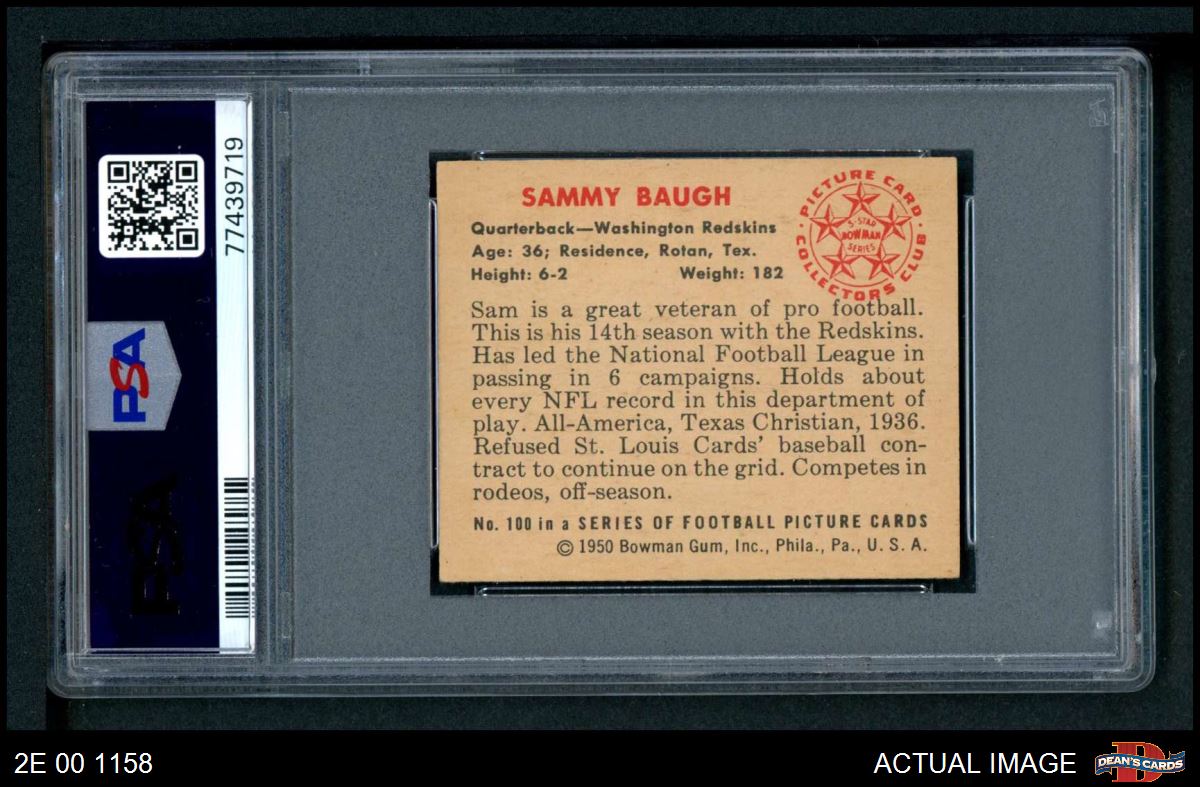 77439719
PSA
PSA
SAMMY BAUGH
Quarterback—Washington Redskins
Age: 36; Residence, Rotan, Tex.
Height: 6-2 Weight: 182
PICTURE CARD
COLLECTORS CLUB
5-STAR
BOWMAN
SERIES
Sam is a great veteran of pro football.
This is his 14th season with the Redskins.
Has led the National Football League in
passing in 6 campaigns. Holds about
every NFL record in this department of
play. All-America, Texas Christian, 1936.
Refused St. Louis Cards' baseball con-
tract to continue on the grid. Competes in
rodeos, off-season.
No. 100 in a SERIES OF FOOTBALL PICTURE CARDS
© 1950 Bowman Gum, Inc., Phila., Pa., U. S. A.
2E 00 1158
ACTUAL IMAGE
DEAN'S CARDS